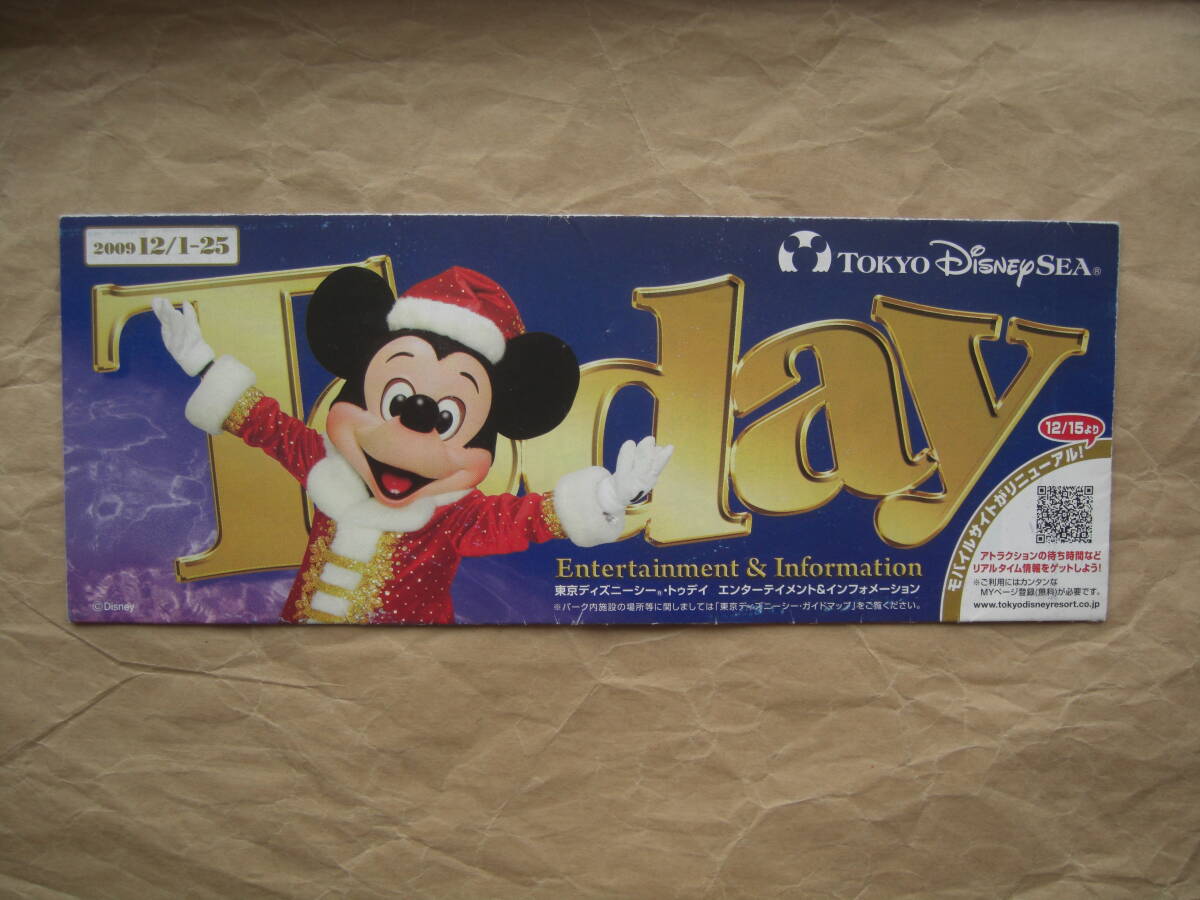 2009 12/1-25
TOKYO DISNEYSEA®
Today
12/15より
モバイルサイトがリニューアル!
アトラクションの待ち時間など
リアルタイム情報をゲットしよう!
※ご利用にはカンタンな
MYページ登録(無料)が必要です。
www.tokyodisneyresort.co.jp
Entertainment & Information
東京ディズニーシー®・トゥデイ エンターテイメント&インフォメーション
※パーク内施設の場所等に関しましては「東京ディズニーシー・ガイドマップ」をご覧ください。
©Disney